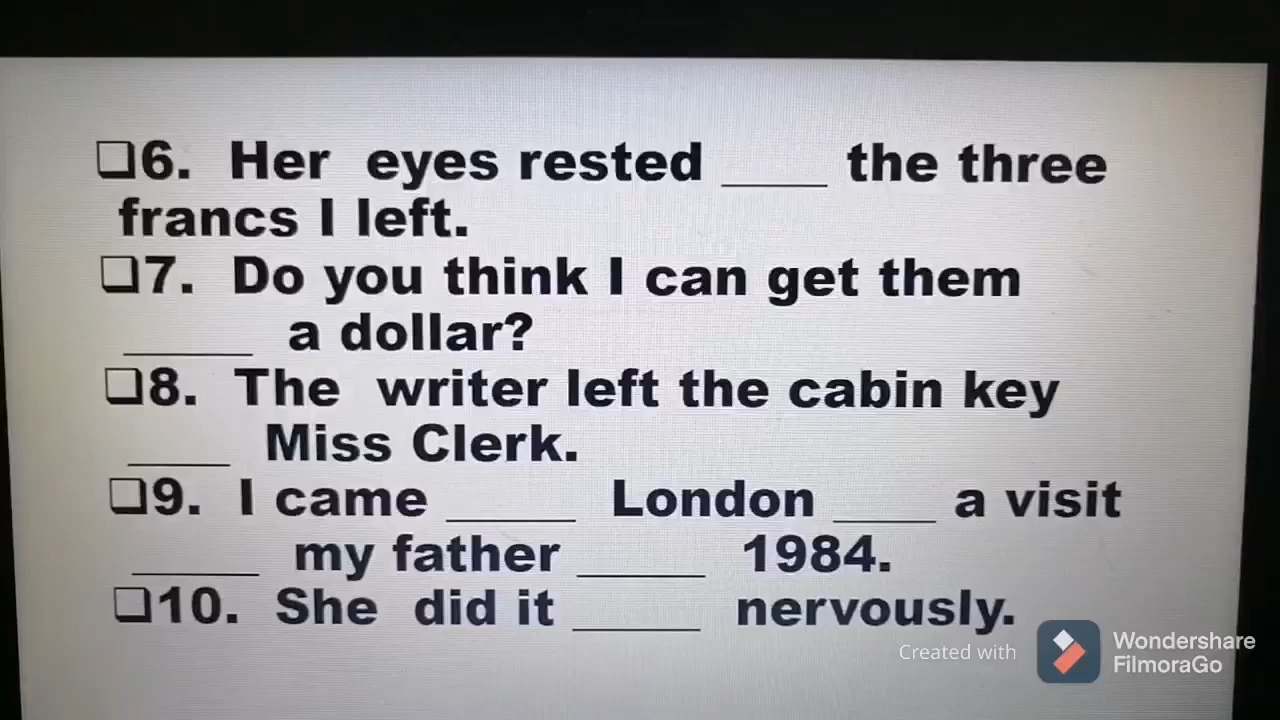 ❑6. Her eyes rested ____ the three
francs I left.
❑7. Do you think I can get them
_____ a dollar?
❑8. The writer left the cabin key
____ Miss Clerk.
❑9. I came _____ London ____ a visit
_____ my father _____ 1984.
❑10. She did it _____ nervously.
Created with
Wondershare
FilmoraGo